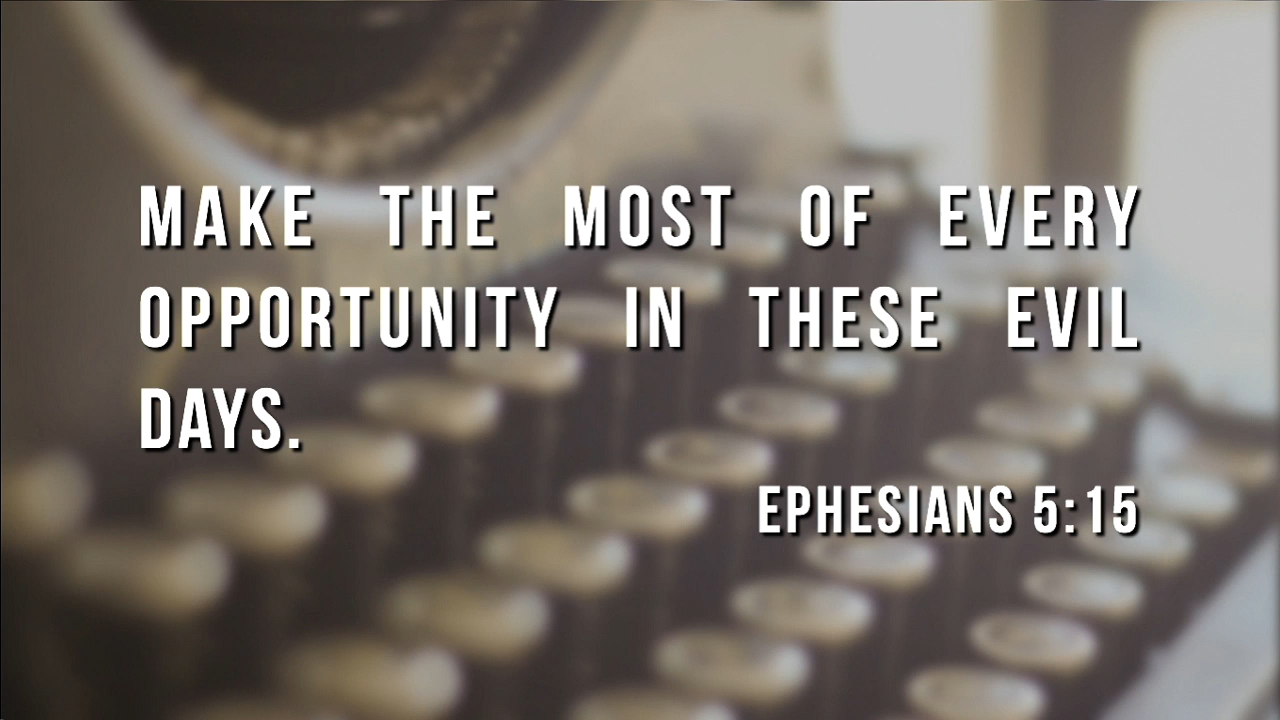 MAKE THE MOST OF EVERY
OPPORTUNITY IN THESE EVIL
DAYS.
EPHESIANS 5:15